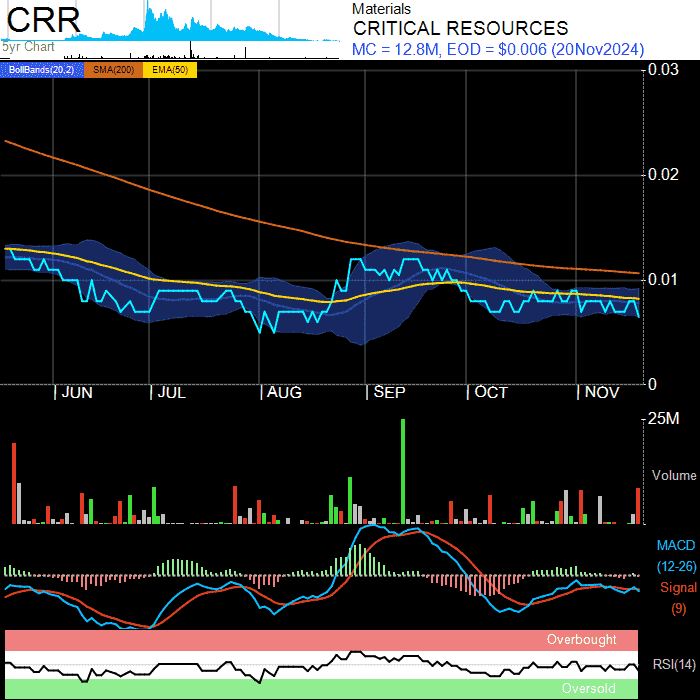 CRR
5yr Chart
Materials
CRITICAL RESOURCES
MC = 12.8M, EOD = $0.006 (20Nov2024)
BollBands(20,2) SMA(200) EMA(50)
0.03
0.02
0.01
0
JUN JUL AUG SEP OCT NOV
25M
Volume
MACD
(12-26)
Signal
(9)
Overbought
RSI(14)
Oversold